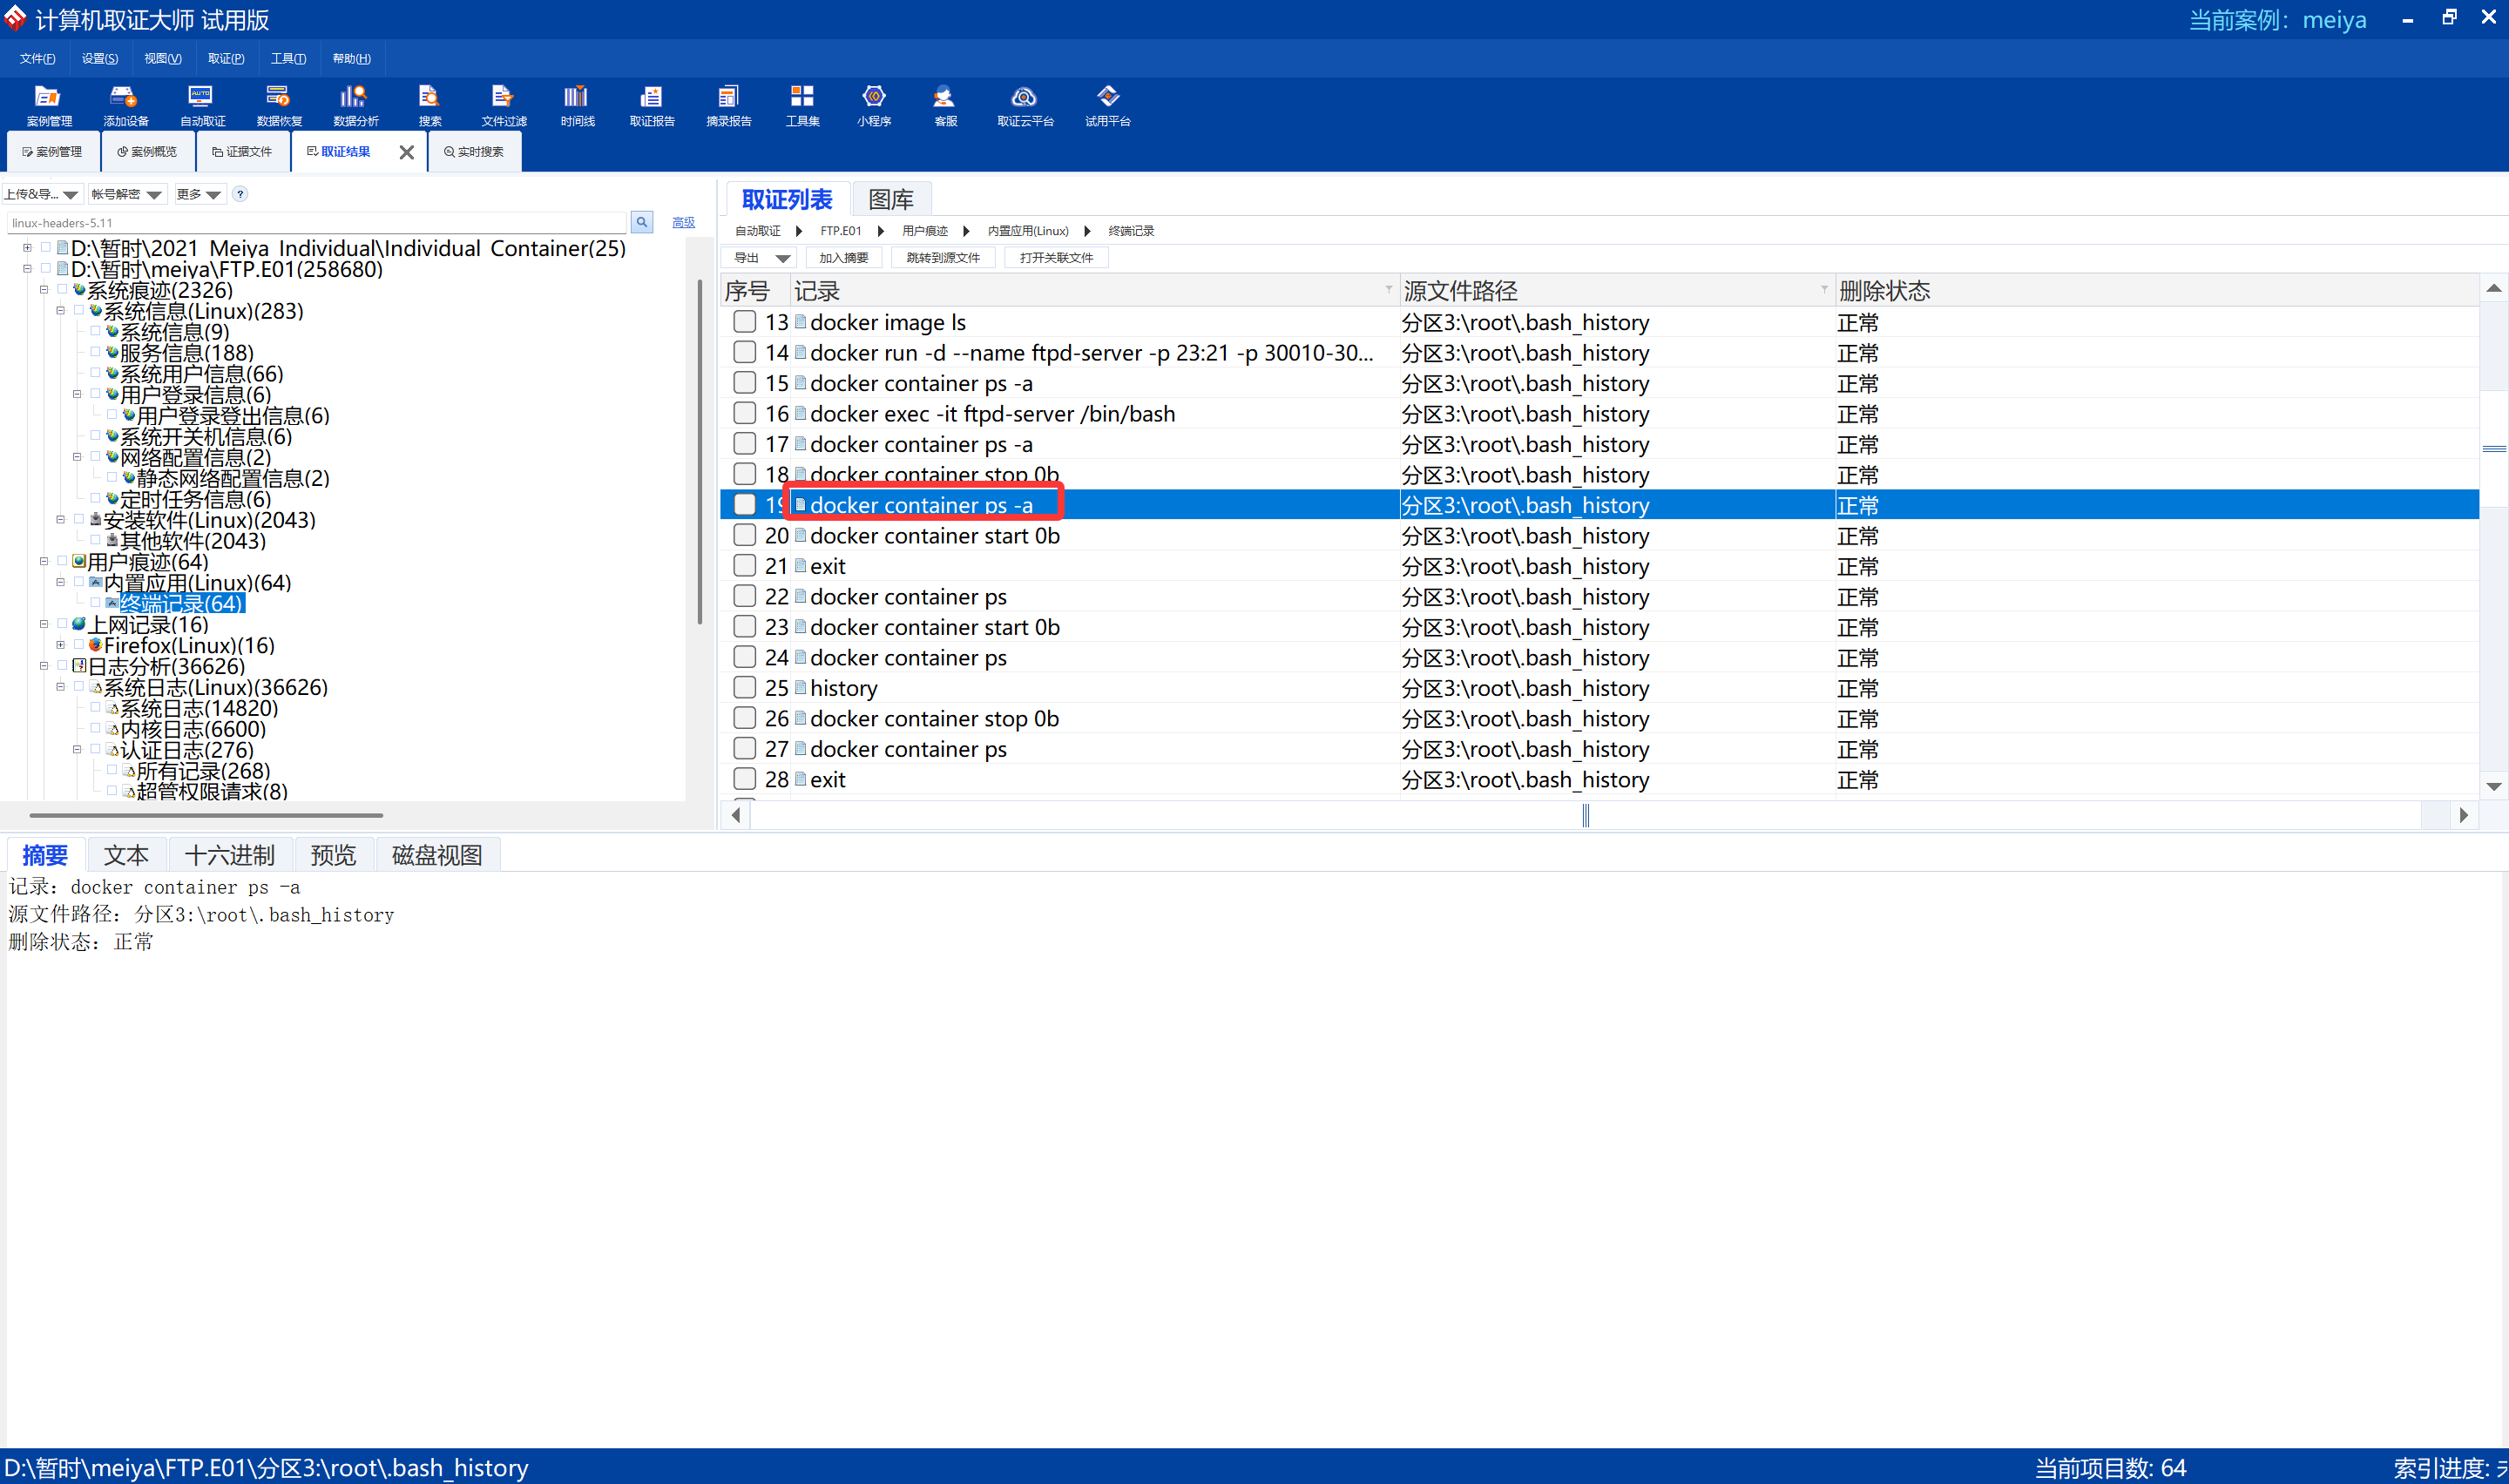 计算机取证大师 试用版
当前案例：meiya
文件(F) 设置(S) 视图(V) 取证(P) 工具(T) 帮助(H)
案例管理 添加设备 自动取证 数据恢复 数据分析 搜索 文件过滤 时间线 取证报告 摘录报告 工具集 小程序 客服 取证云平台 试用平台
案例管理 案例概览 证据文件 取证结果 实时搜索
上传&导... 帐号解密 更多 ?
linux-headers-5.11 高级
D:\暂时\2021 Meiya Individual\Individual Container(25)
D:\暂时\meiya\FTP.E01(258680)
系统痕迹(2326)
系统信息(Linux)(283)
系统信息(9)
服务信息(188)
系统用户信息(66)
用户登录信息(6)
用户登录登出信息(6)
系统开关机信息(6)
网络配置信息(2)
静态网络配置信息(2)
定时任务信息(6)
安装软件(Linux)(2043)
其他软件(2043)
用户痕迹(64)
内置应用(Linux)(64)
终端记录(64)
上网记录(16)
Firefox(Linux)(16)
日志分析(36626)
系统日志(Linux)(36626)
系统日志(14820)
内核日志(6600)
认证日志(276)
所有记录(268)
超管权限请求(8)
取证列表 图库
自动取证 FTP.E01 用户痕迹 内置应用(Linux) 终端记录
导出 加入摘要 跳转到源文件 打开关联文件
序号 记录 源文件路径 删除状态
13 docker image ls 分区3:\root\.bash_history 正常
14 docker run -d --name ftpd-server -p 23:21 -p 30010-30... 分区3:\root\.bash_history 正常
15 docker container ps -a 分区3:\root\.bash_history 正常
16 docker exec -it ftpd-server /bin/bash 分区3:\root\.bash_history 正常
17 docker container ps -a 分区3:\root\.bash_history 正常
18 docker container stop 0b 分区3:\root\.bash_history 正常
19 docker container ps -a 分区3:\root\.bash_history 正常
20 docker container start 0b 分区3:\root\.bash_history 正常
21 exit 分区3:\root\.bash_history 正常
22 docker container ps 分区3:\root\.bash_history 正常
23 docker container start 0b 分区3:\root\.bash_history 正常
24 docker container ps 分区3:\root\.bash_history 正常
25 history 分区3:\root\.bash_history 正常
26 docker container stop 0b 分区3:\root\.bash_history 正常
27 docker container ps 分区3:\root\.bash_history 正常
28 exit 分区3:\root\.bash_history 正常
摘要 文本 十六进制 预览 磁盘视图
记录：docker container ps -a
源文件路径：分区3:\root\.bash_history
删除状态：正常
D:\暂时\meiya\FTP.E01\分区3:\root\.bash_history
当前项目数: 64
索引进度: